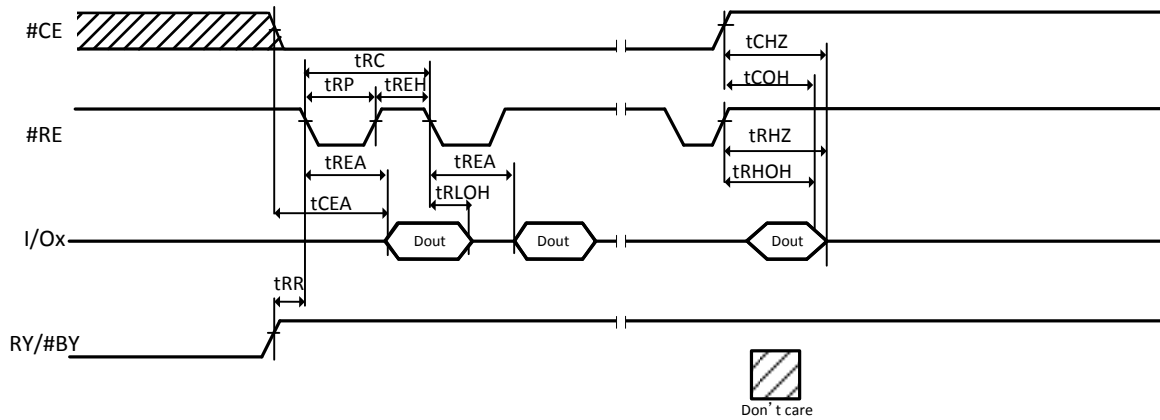 #CE
tCHZ
tRC
tCOH
tRP
tREH
#RE
tRHZ
tREA
tREA
tRHOH
tRLOH
tCEA
I/Ox
Dout
Dout
Dout
tRR
RY/#BY
Don't care